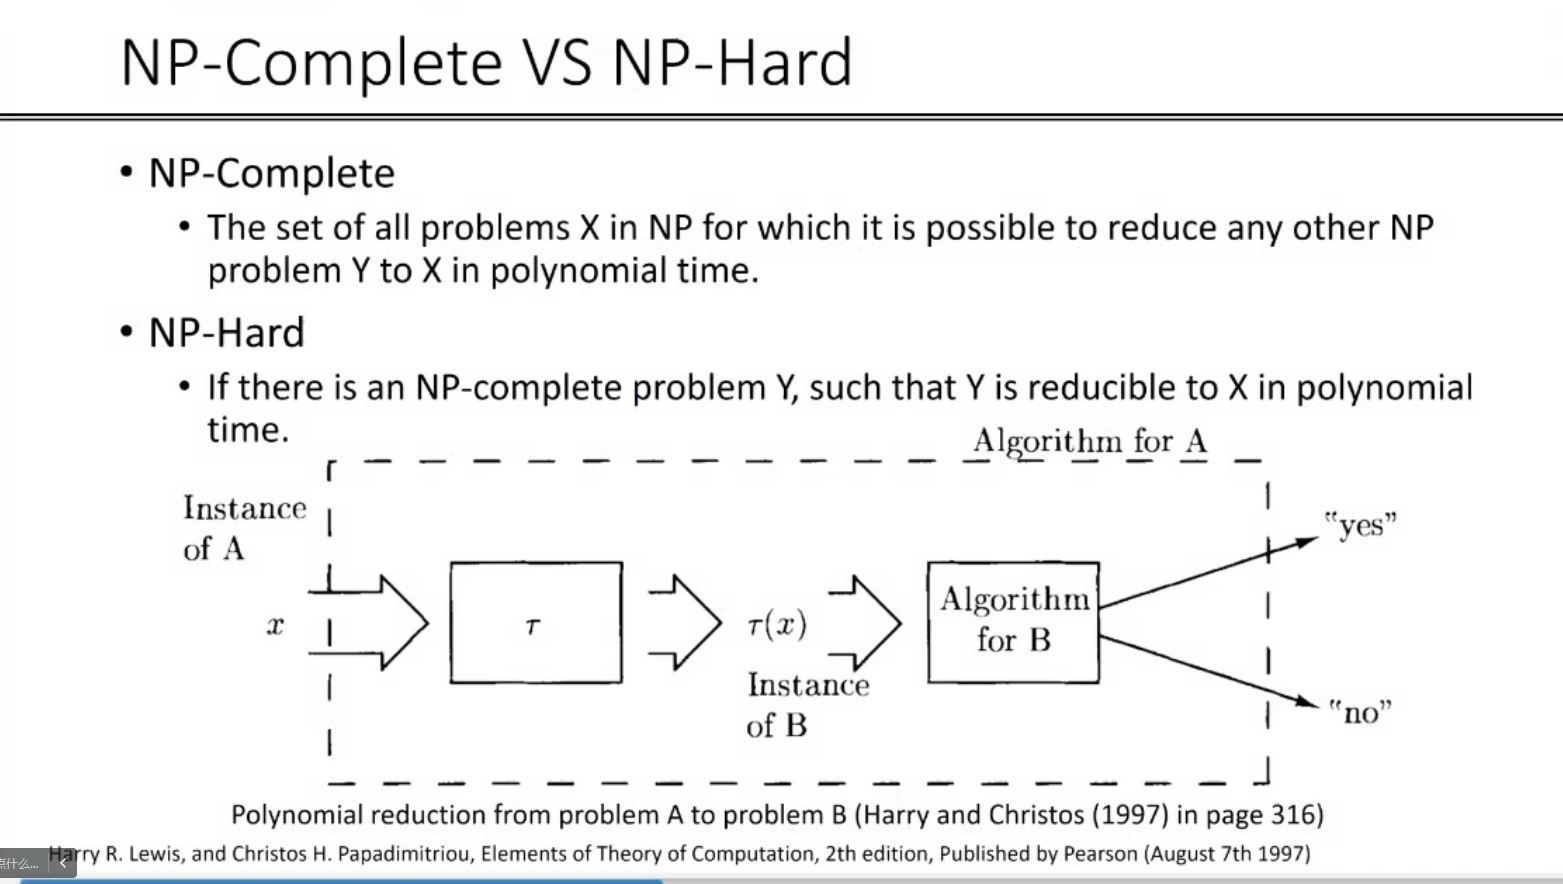 NP-Complete VS NP-Hard
• NP-Complete
• The set of all problems X in NP for which it is possible to reduce any other NP
problem Y to X in polynomial time.
• NP-Hard
• If there is an NP-complete problem Y, such that Y is reducible to X in polynomial
time.
Algorithm for A
Instance
of A
x
τ
τ(x)
Instance
of B
Algorithm
for B
“yes”
“no”
Polynomial reduction from problem A to problem B (Harry and Christos (1997) in page 316)
点什么...
Harry R. Lewis, and Christos H. Papadimitriou, Elements of Theory of Computation, 2th edition, Published by Pearson (August 7th 1997)